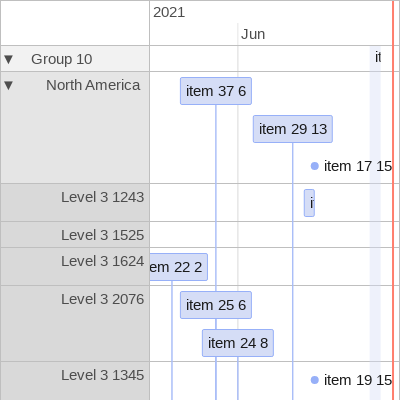 2021
Jun
▼ Group 10
▼ North America
item 37 6
item 29 13
item 17 15
Level 3 1243
Level 3 1525
Level 3 1624
em 22 2
Level 3 2076
item 25 6
item 24 8
Level 3 1345
item 19 15